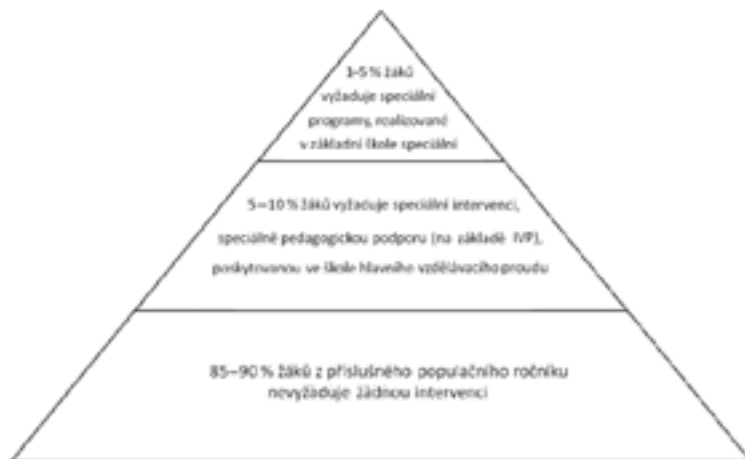 1–5 % žáků
vyžaduje speciální
programy, realizované
v základní škole speciální
5–10 % žáků vyžaduje speciální intervenci,
speciálně pedagogickou podporu (na základě IVP),
poskytovanou ve škole hlavního vzdělávacího proudu
85–90 % žáků z příslušného populačního ročníku
nevyžaduje žádnou intervenci